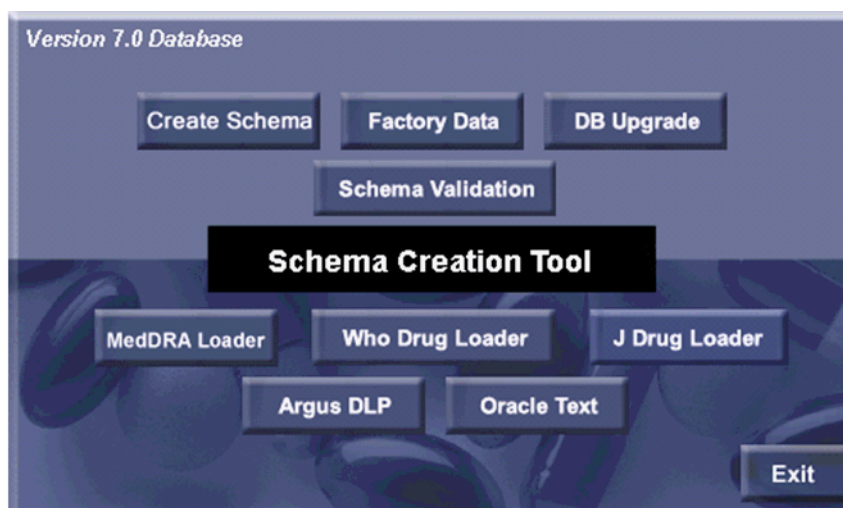 Version 7.0 Database
Create Schema Factory Data DB Upgrade
Schema Validation
Schema Creation Tool
MedDRA Loader Who Drug Loader J Drug Loader
Argus DLP Oracle Text
Exit